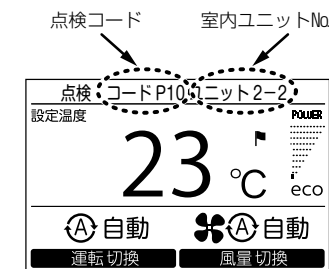 点検コード 室内ユニットNo.
点検 コードP10 ユニット2-2
設定温度 POWER
23 ℃ eco
Ⓐ自動 Ⓐ自動
運転切換 風量切換